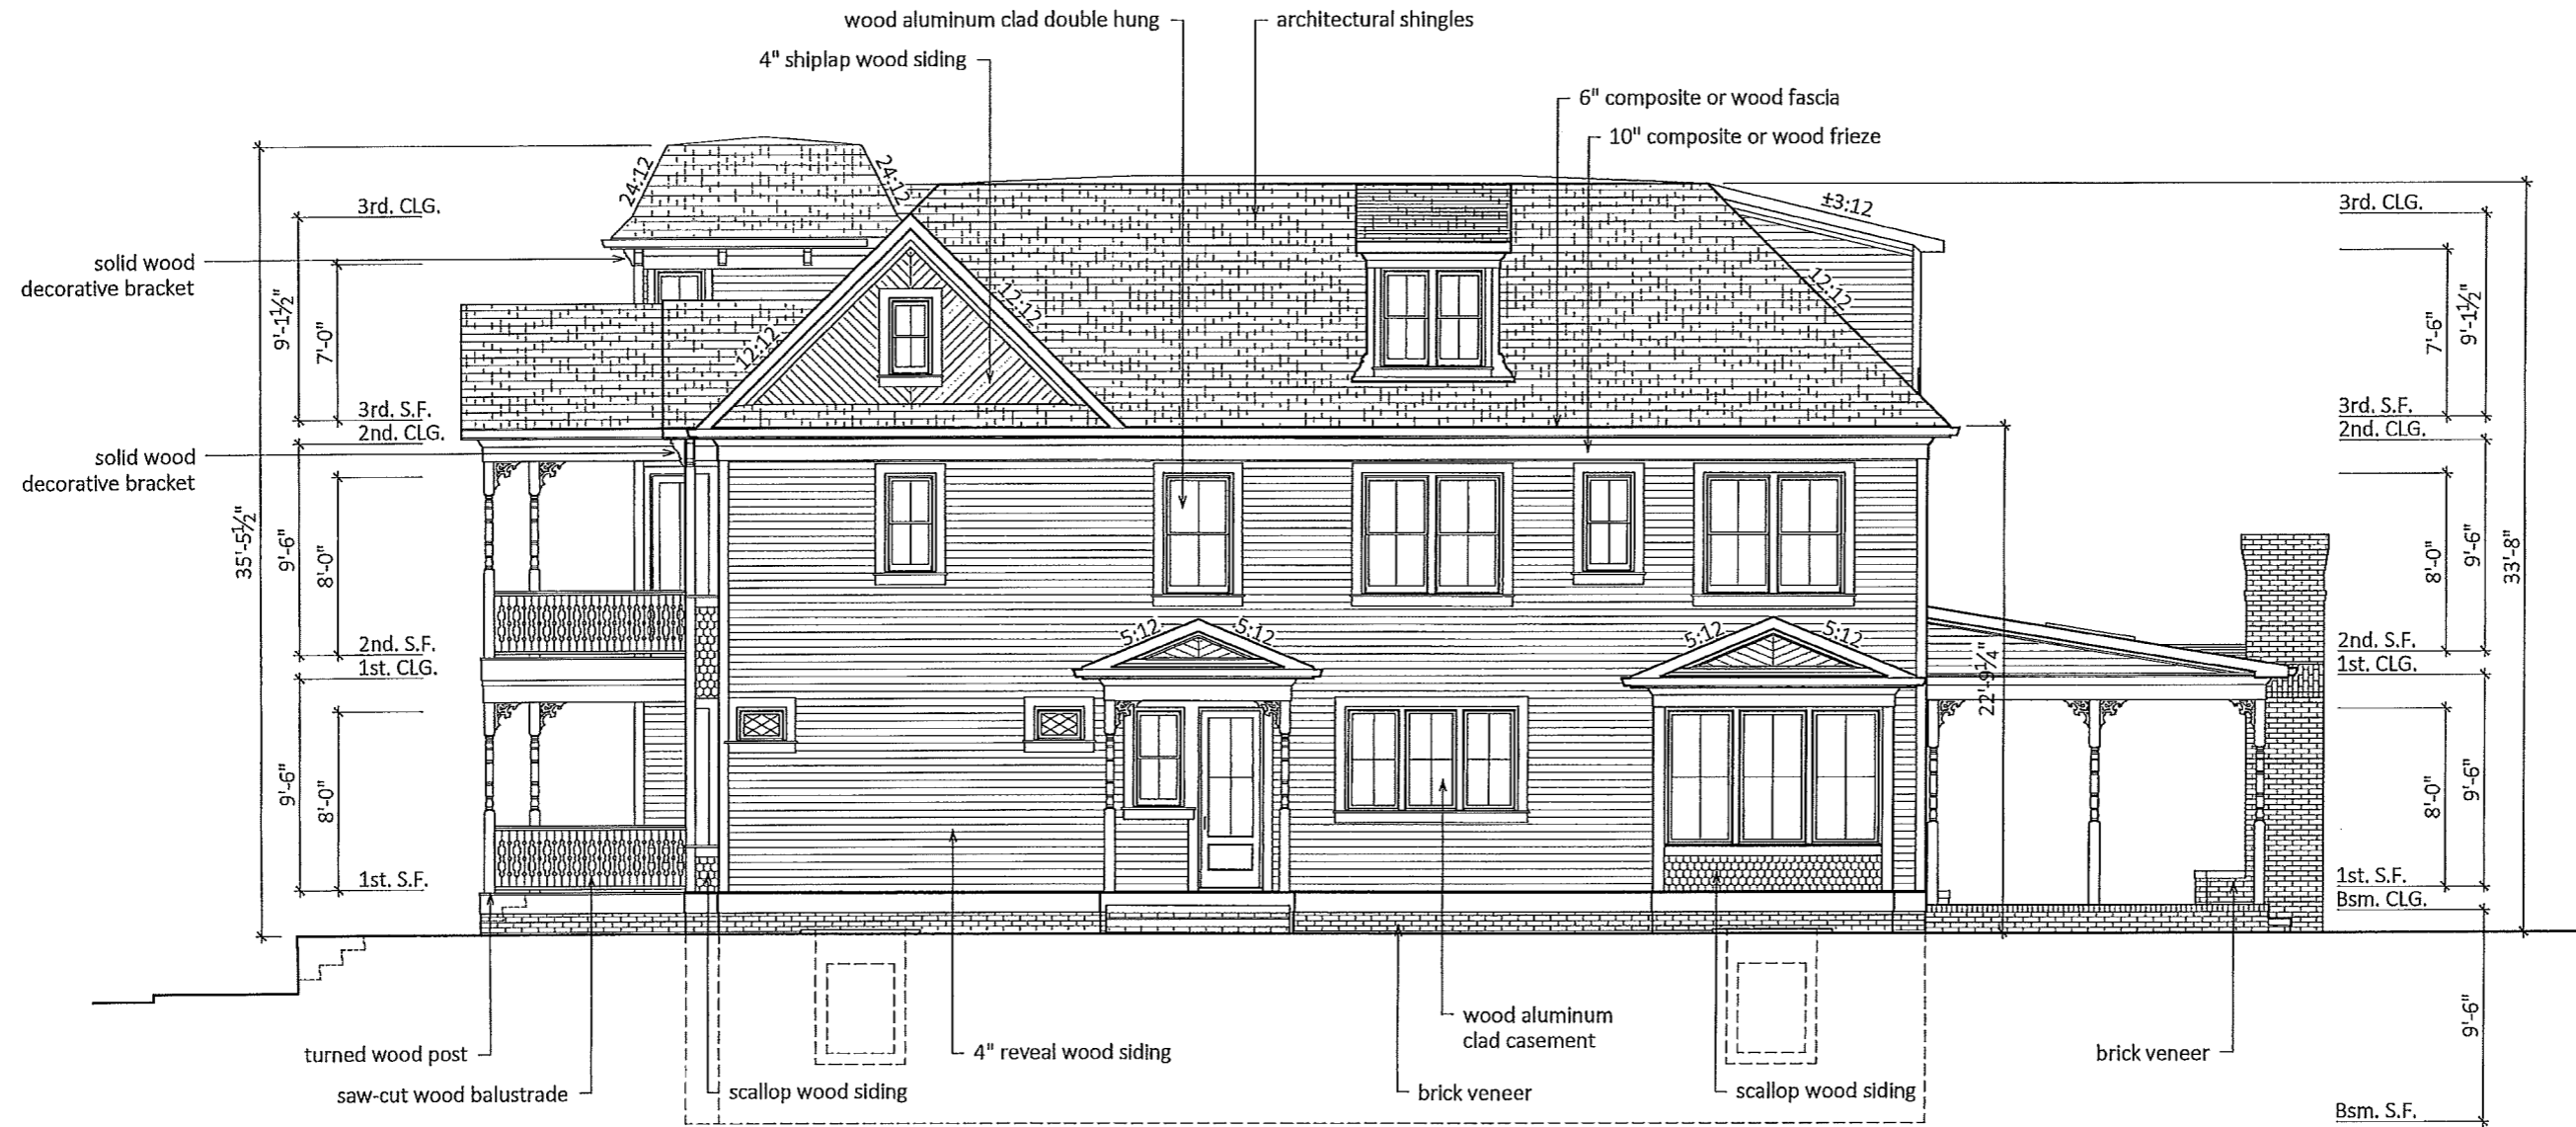 wood aluminum clad double hung
architectural shingles
4" shiplap wood siding
6" composite or wood fascia
10" composite or wood frieze
24:12
24:12
±3:12
3rd. CLG.
3rd. CLG.
solid wood
decorative bracket
9'-1½"
7'-0"
12:12
12:12
12:12
7'-6"
9'-1½"
3rd. S.F.
2nd. CLG.
3rd. S.F.
2nd. CLG.
solid wood
decorative bracket
35'-5½"
9'-6"
8'-0"
8'-0"
9'-6"
33'-8"
2nd. S.F.
1st. CLG.
5:12
5:12
5:12
5:12
22'-9¼"
2nd. S.F.
1st. CLG.
9'-6"
8'-0"
8'-0"
9'-6"
1st. S.F.
1st. S.F.
Bsm. CLG.
9'-6"
turned wood post
saw-cut wood balustrade
scallop wood siding
4" reveal wood siding
brick veneer
wood aluminum
clad casement
scallop wood siding
brick veneer
Bsm. S.F.